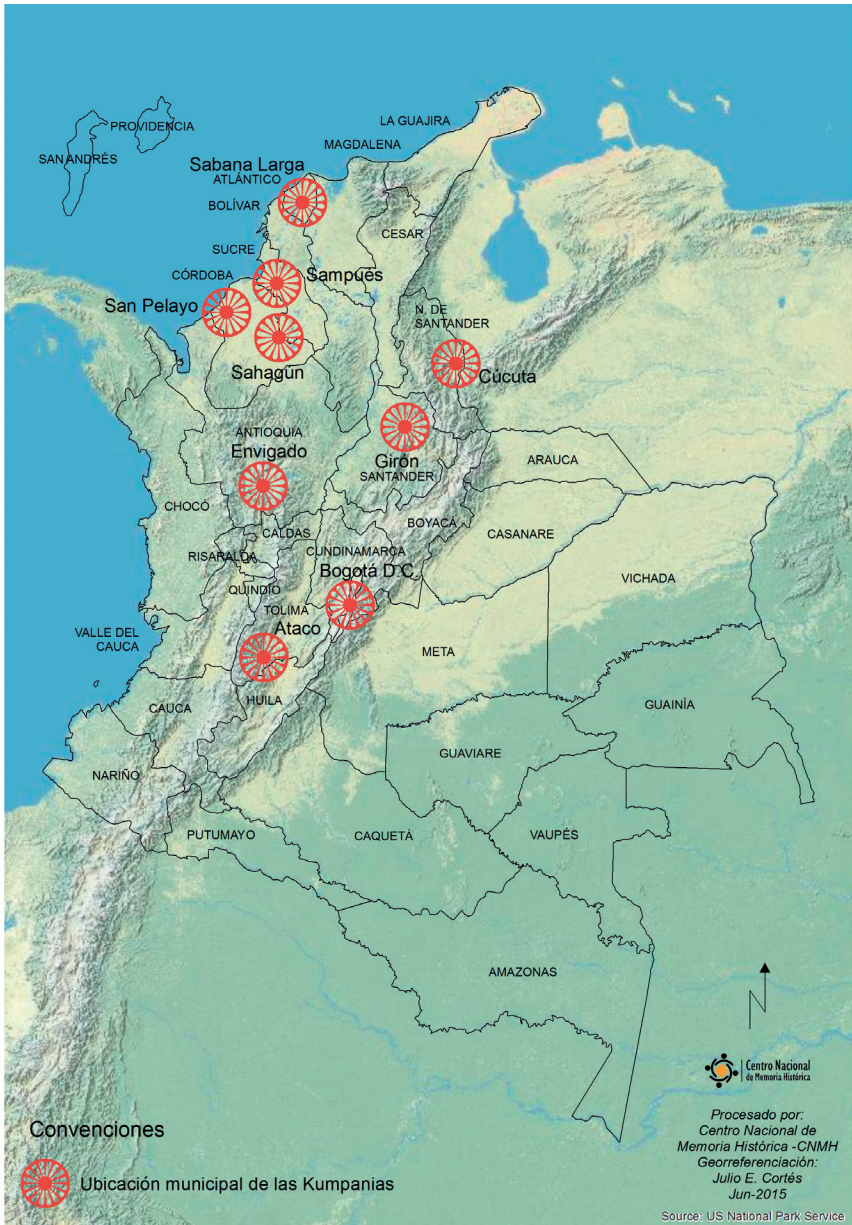 LA GUAJIRA
PROVIDENCIA
MAGDALENA
SAN ANDRÉS
Sabana Larga
ATLÁNTICO
BOLÍVAR
CESAR
SUCRE
CÓRDOBA
Sampués
San Pelayo
N. DE
SANTANDER
Sahagún
Cúcuta
ANTIOQUIA
Envigado
Girón
SANTANDER
ARAUCA
CHOCÓ
BOYACA
CALDAS
CASANARE
CUNDINAMARCA
RISARALDA
Bogotá D.C.
VICHADA
QUINDIO
TOLIMA
Ataco
VALLE DEL
CAUCA
META
HUILA
CAUCA
GUAINÍA
GUAVIARE
NARIÑO
PUTUMAYO
CAQUETÁ
VAUPÉS
AMAZONAS
N
Centro Nacional
de Memoria Histórica
Procesado por:
Centro Nacional de
Memoria Histórica -CNMH
Georreferenciación:
Julio E. Cortés
Jun-2015
Convenciones
Ubicación municipal de las Kumpanias
Source: US National Park Service